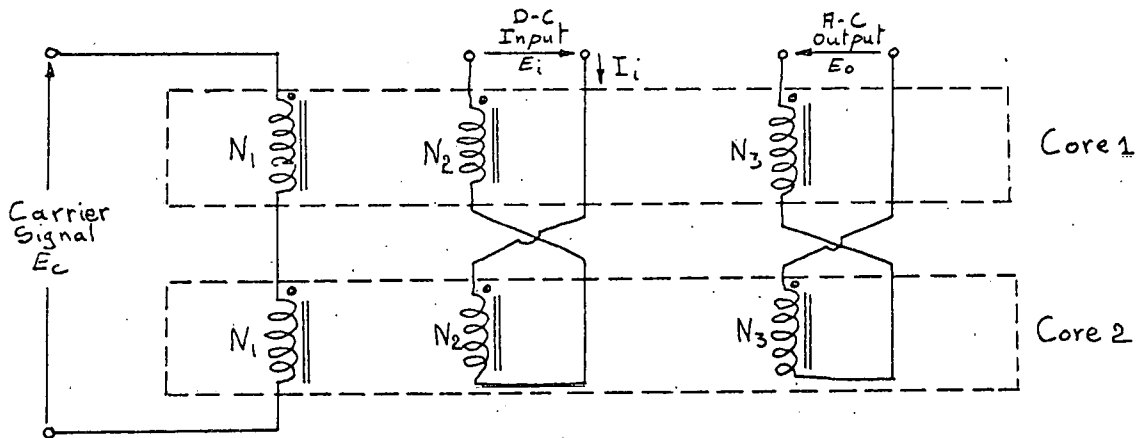 D-C
Input
Ei
Ii
A-C
Output
Eo
N1
N2
N3
Core 1
Carrier
Signal
Ec
N1
N2
N3
Core 2